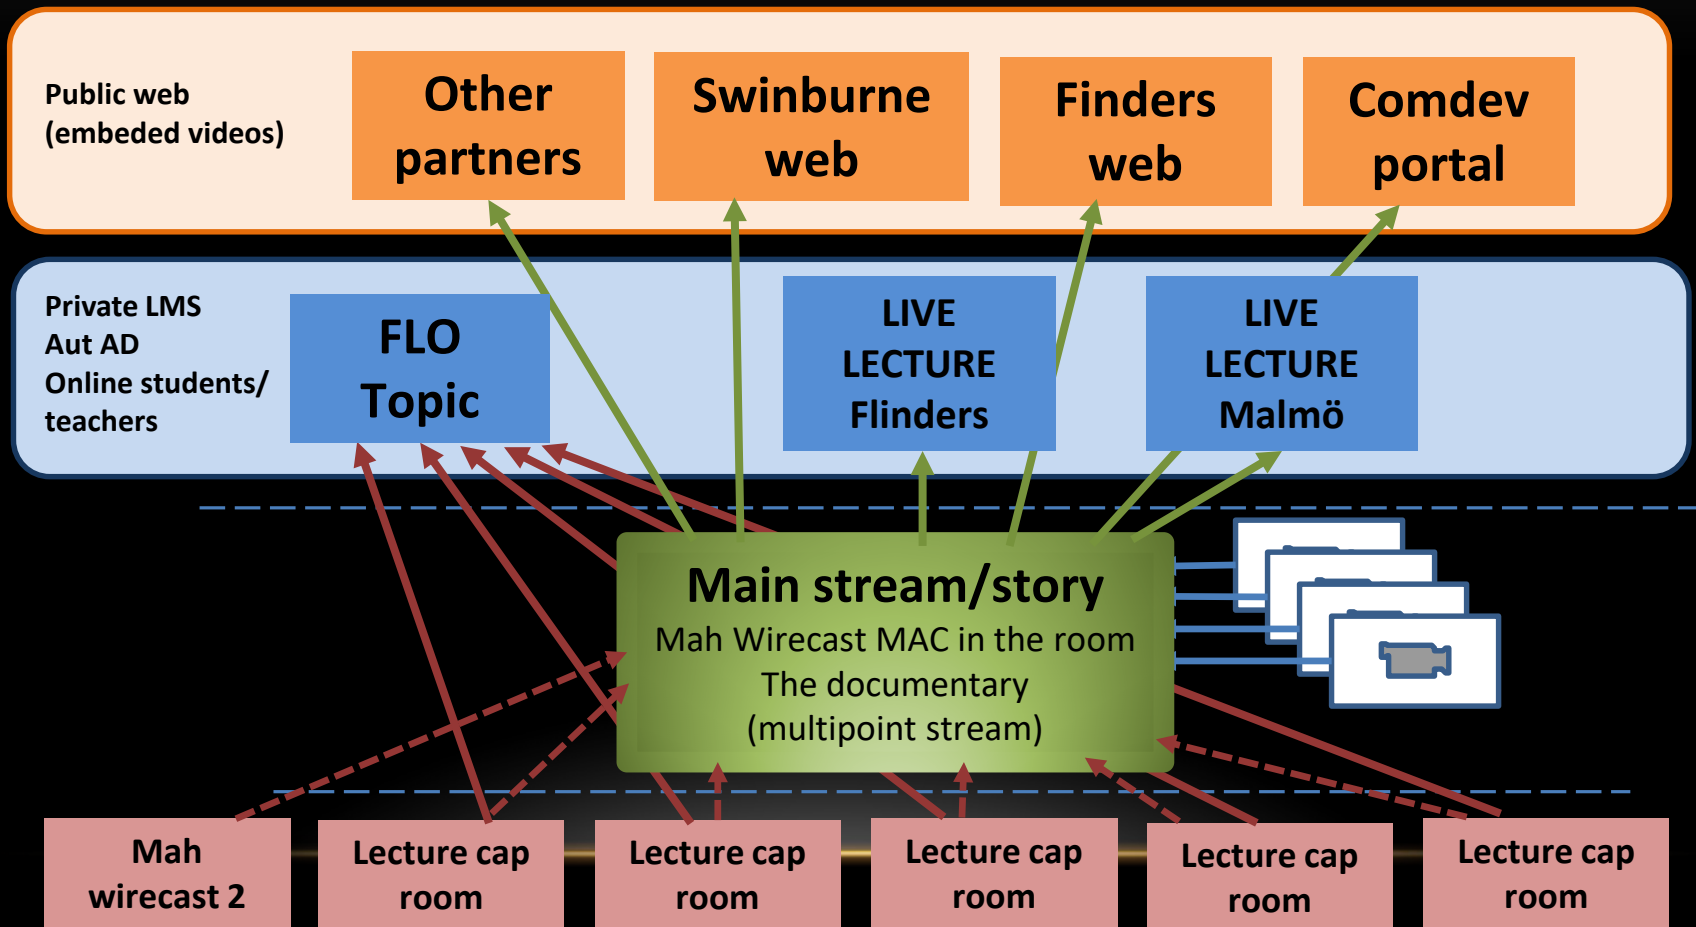 Public web
(embeded videos)
Other
partners
Swinburne
web
Finders
web
Comdev
portal
Private LMS
Aut AD
Online students/
teachers
FLO
Topic
LIVE
LECTURE
Flinders
LIVE
LECTURE
Malmö
Main stream/story
Mah Wirecast MAC in the room
The documentary
(multipoint stream)
Mah
wirecast 2
Lecture cap
room
Lecture cap
room
Lecture cap
room
Lecture cap
room
Lecture cap
room